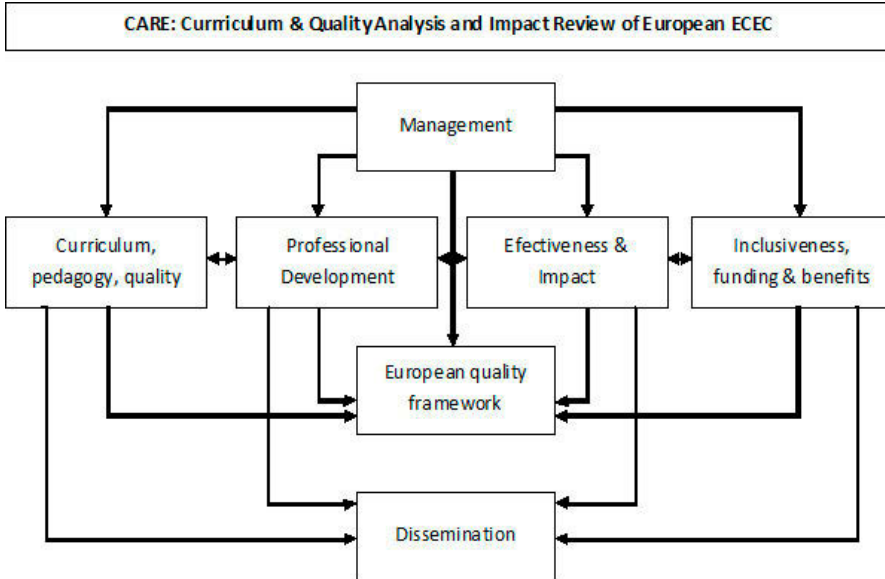 CARE: Curriculum & Quality Analysis and Impact Review of European ECEC
Management
Curriculum,
pedagogy, quality
Professional
Development
Efectiveness &
Impact
Inclusiveness,
funding & benefits
European quality
framework
Dissemination